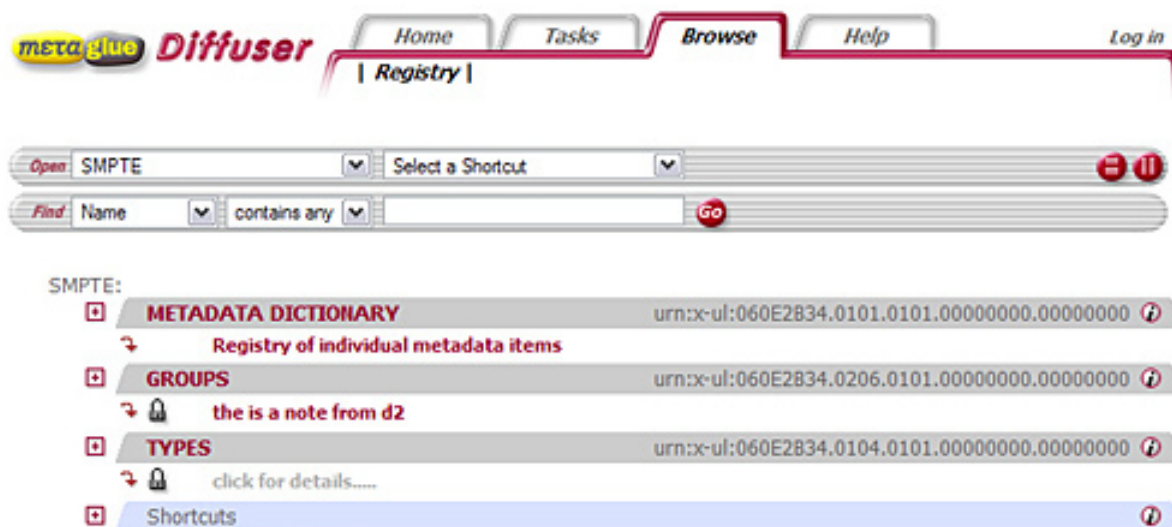 metaglue Diffuser Home Tasks Browse Help Log in
| Registry |
Open SMPTE Select a Shortcut
Find Name contains any Go
SMPTE:
METADATA DICTIONARY urn:x-ul:060E2B34.0101.0101.00000000.00000000
Registry of individual metadata items
GROUPS urn:x-ul:060E2B34.0206.0101.00000000.00000000
the is a note from d2
TYPES urn:x-ul:060E2B34.0104.0101.00000000.00000000
click for details.....
Shortcuts